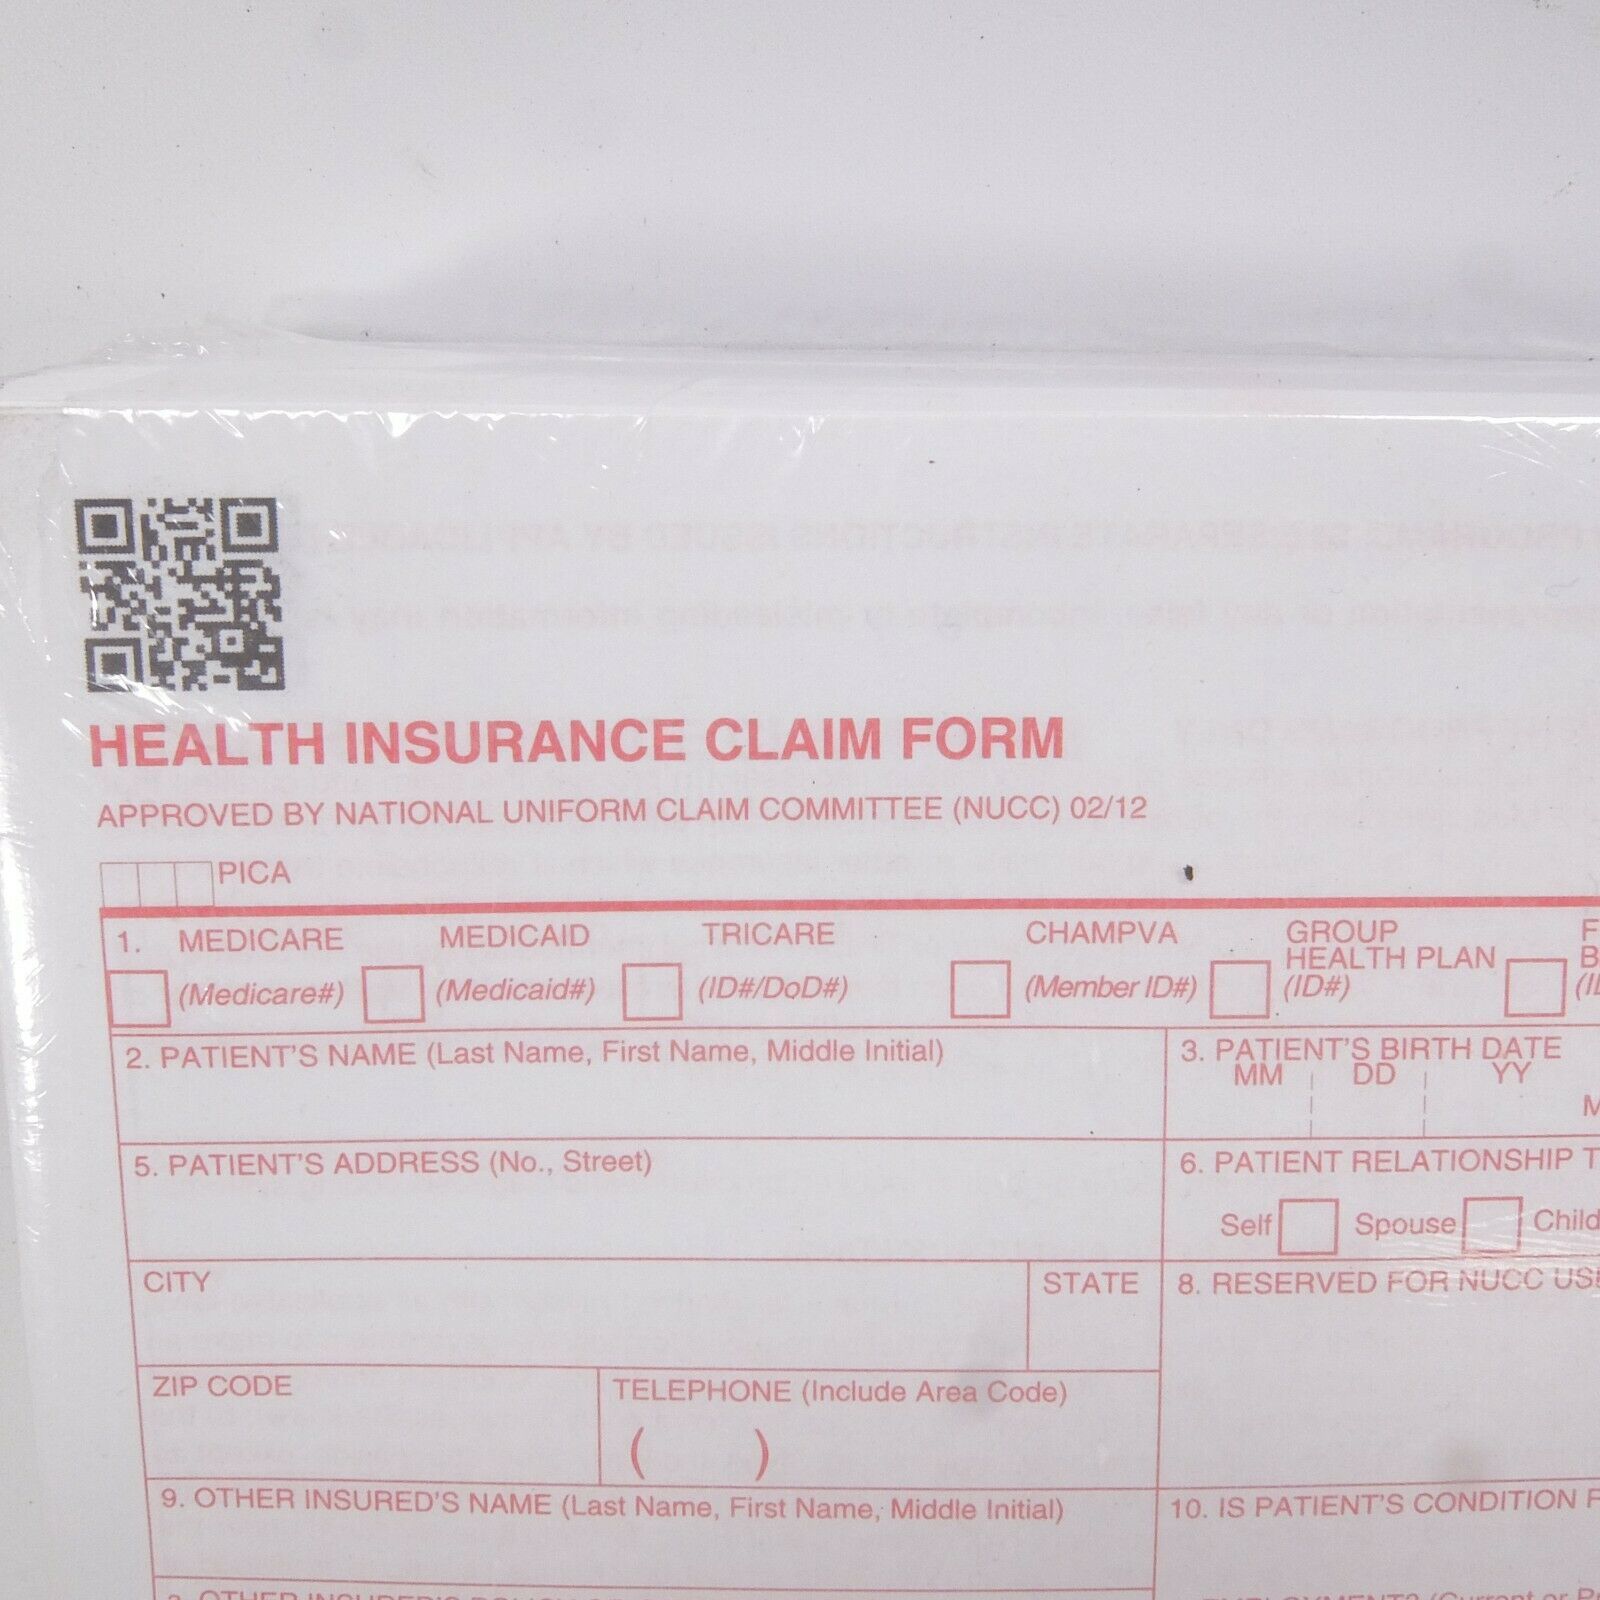 HEALTH INSURANCE CLAIM FORM
APPROVED BY NATIONAL UNIFORM CLAIM COMMITTEE (NUCC) 02/12
PICA
1. MEDICARE MEDICAID TRICARE CHAMPVA GROUP HEALTH PLAN
(Medicare#) (Medicaid#) (ID#/DoD#) (Member ID#) (ID#)
2. PATIENT'S NAME (Last Name, First Name, Middle Initial)
3. PATIENT'S BIRTH DATE
MM DD YY
5. PATIENT'S ADDRESS (No., Street)
6. PATIENT RELATIONSHIP T
Self Spouse Child
CITY
STATE
8. RESERVED FOR NUCC USE
ZIP CODE
TELEPHONE (Include Area Code)
( )
9. OTHER INSURED'S NAME (Last Name, First Name, Middle Initial)
10. IS PATIENT'S CONDITION